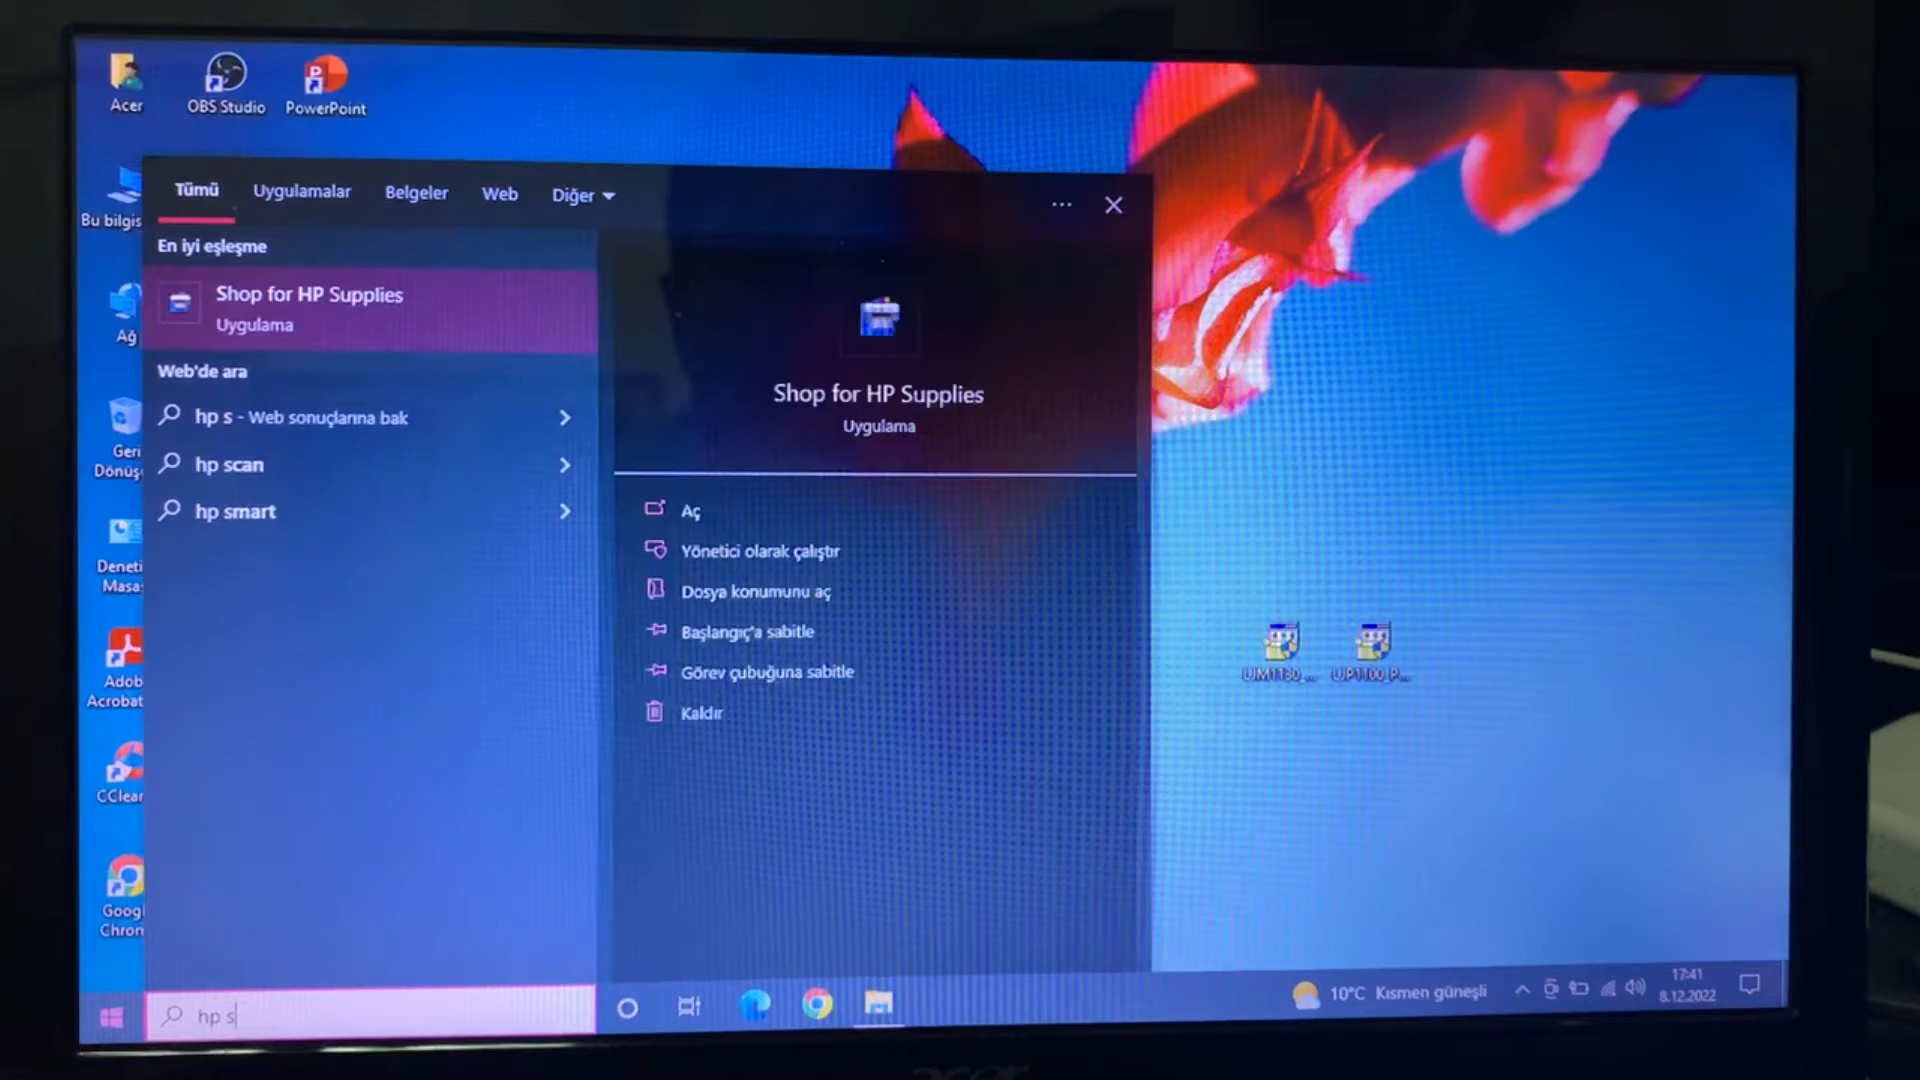 Acer
OBS Studio
PowerPoint
Bu bilgis
Ağ
Geri
Dönüş
Deneti
Masa
Adob
Acrobat
CClear
Googl
Chron
Tümü
Uygulamalar
Belgeler
Web
Diğer
En iyi eşleşme
Shop for HP Supplies
Uygulama
Web'de ara
hp s - Web sonuçlarına bak
hp scan
hp smart
Shop for HP Supplies
Uygulama
Aç
Yönetici olarak çalıştır
Dosya konumunu aç
Başlangıç'a sabitle
Görev çubuğuna sabitle
Kaldır
LJM1130_...
LJP1100_P...
hp s
10°C Kısmen güneşli
17:41
8.12.2022